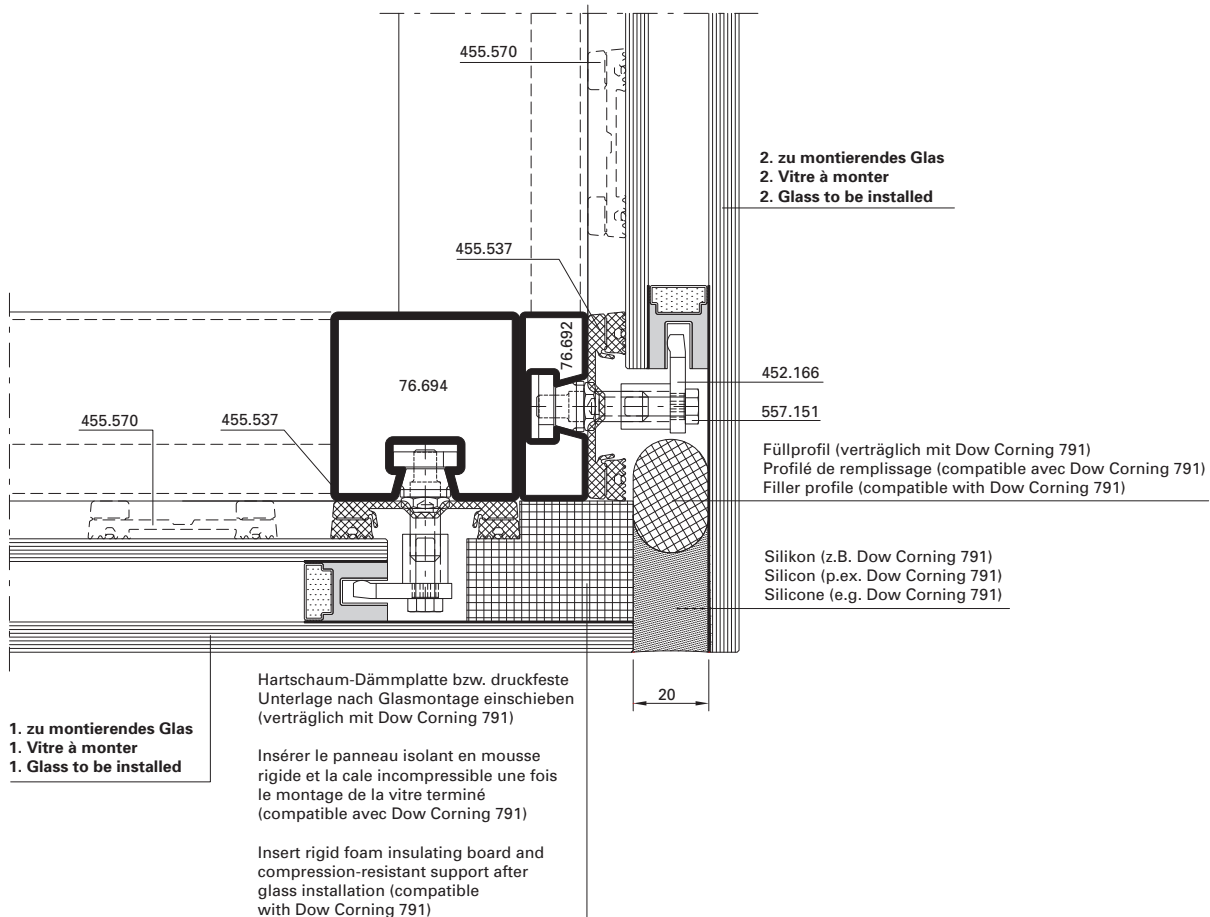 455.570
2. zu montierendes Glas
2. Vitre à monter
2. Glass to be installed
455.537
76.692
76.694
452.166
557.151
455.570
455.537
Füllprofil (verträglich mit Dow Corning 791)
Profilé de remplissage (compatible avec Dow Corning 791)
Filler profile (compatible with Dow Corning 791)
Silikon (z.B. Dow Corning 791)
Silicon (p.ex. Dow Corning 791)
Silicone (e.g. Dow Corning 791)
20
1. zu montierendes Glas
1. Vitre à monter
1. Glass to be installed
Hartschaum-Dämmplatte bzw. druckfeste
Unterlage nach Glasmontage einschieben
(verträglich mit Dow Corning 791)
Insérer le panneau isolant en mousse
rigide et la cale incompressible une fois
le montage de la vitre terminé
(compatible avec Dow Corning 791)
Insert rigid foam insulating board and
compression-resistant support after
glass installation (compatible
with Dow Corning 791)